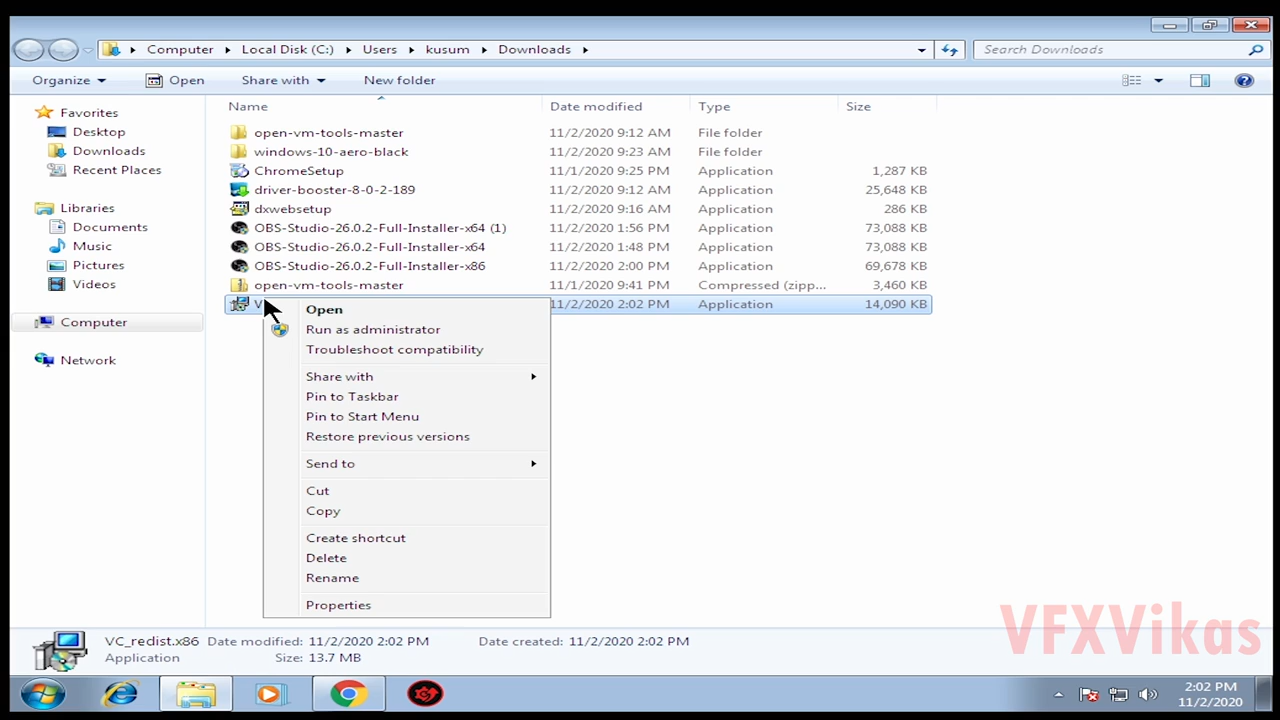 Computer Local Disk (C:) Users kusum Downloads
Search Downloads
Organize Open Share with New folder
Name Date modified Type Size
Favorites
Desktop
Downloads
Recent Places
Libraries
Documents
Music
Pictures
Videos
Computer
Network
open-vm-tools-master 11/2/2020 9:12 AM File folder
windows-10-aero-black 11/2/2020 9:23 AM File folder
ChromeSetup 11/1/2020 9:25 PM Application 1,287 KB
driver-booster-8-0-2-189 11/2/2020 9:12 AM Application 25,648 KB
dxwebsetup 11/2/2020 9:16 AM Application 286 KB
OBS-Studio-26.0.2-Full-Installer-x64 (1) 11/2/2020 1:56 PM Application 73,088 KB
OBS-Studio-26.0.2-Full-Installer-x64 11/2/2020 1:48 PM Application 73,088 KB
OBS-Studio-26.0.2-Full-Installer-x86 11/2/2020 2:00 PM Application 69,678 KB
open-vm-tools-master 11/1/2020 9:41 PM Compressed (zipp... 3,460 KB
11/2/2020 2:02 PM Application 14,090 KB
Open
Run as administrator
Troubleshoot compatibility
Share with
Pin to Taskbar
Pin to Start Menu
Restore previous versions
Send to
Cut
Copy
Create shortcut
Delete
Rename
Properties
VC_redist.x86 Date modified: 11/2/2020 2:02 PM Date created: 11/2/2020 2:02 PM
Application Size: 13.7 MB
VFXVikas
2:02 PM
11/2/2020